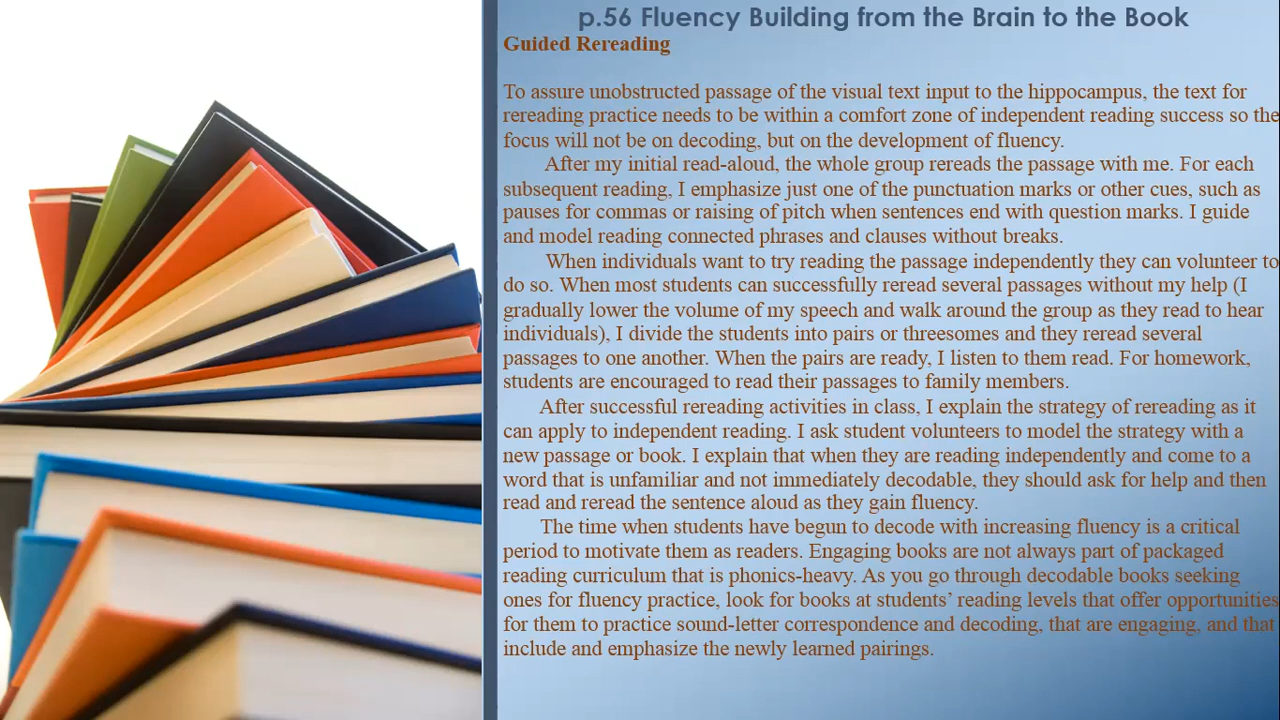 p.56 Fluency Building from the Brain to the Book
Guided Rereading
To assure unobstructed passage of the visual text input to the hippocampus, the text for
rereading practice needs to be within a comfort zone of independent reading success so the
focus will not be on decoding, but on the development of fluency.
After my initial read-aloud, the whole group rereads the passage with me. For each
subsequent reading, I emphasize just one of the punctuation marks or other cues, such as
pauses for commas or raising of pitch when sentences end with question marks. I guide
and model reading connected phrases and clauses without breaks.
When individuals want to try reading the passage independently they can volunteer to
do so. When most students can successfully reread several passages without my help (I
gradually lower the volume of my speech and walk around the group as they read to hear
individuals), I divide the students into pairs or threesomes and they reread several
passages to one another. When the pairs are ready, I listen to them read. For homework,
students are encouraged to read their passages to family members.
After successful rereading activities in class, I explain the strategy of rereading as it
can apply to independent reading. I ask student volunteers to model the strategy with a
new passage or book. I explain that when they are reading independently and come to a
word that is unfamiliar and not immediately decodable, they should ask for help and then
read and reread the sentence aloud as they gain fluency.
The time when students have begun to decode with increasing fluency is a critical
period to motivate them as readers. Engaging books are not always part of packaged
reading curriculum that is phonics-heavy. As you go through decodable books seeking
ones for fluency practice, look for books at students’ reading levels that offer opportunities
for them to practice sound-letter correspondence and decoding, that are engaging, and that
include and emphasize the newly learned pairings.